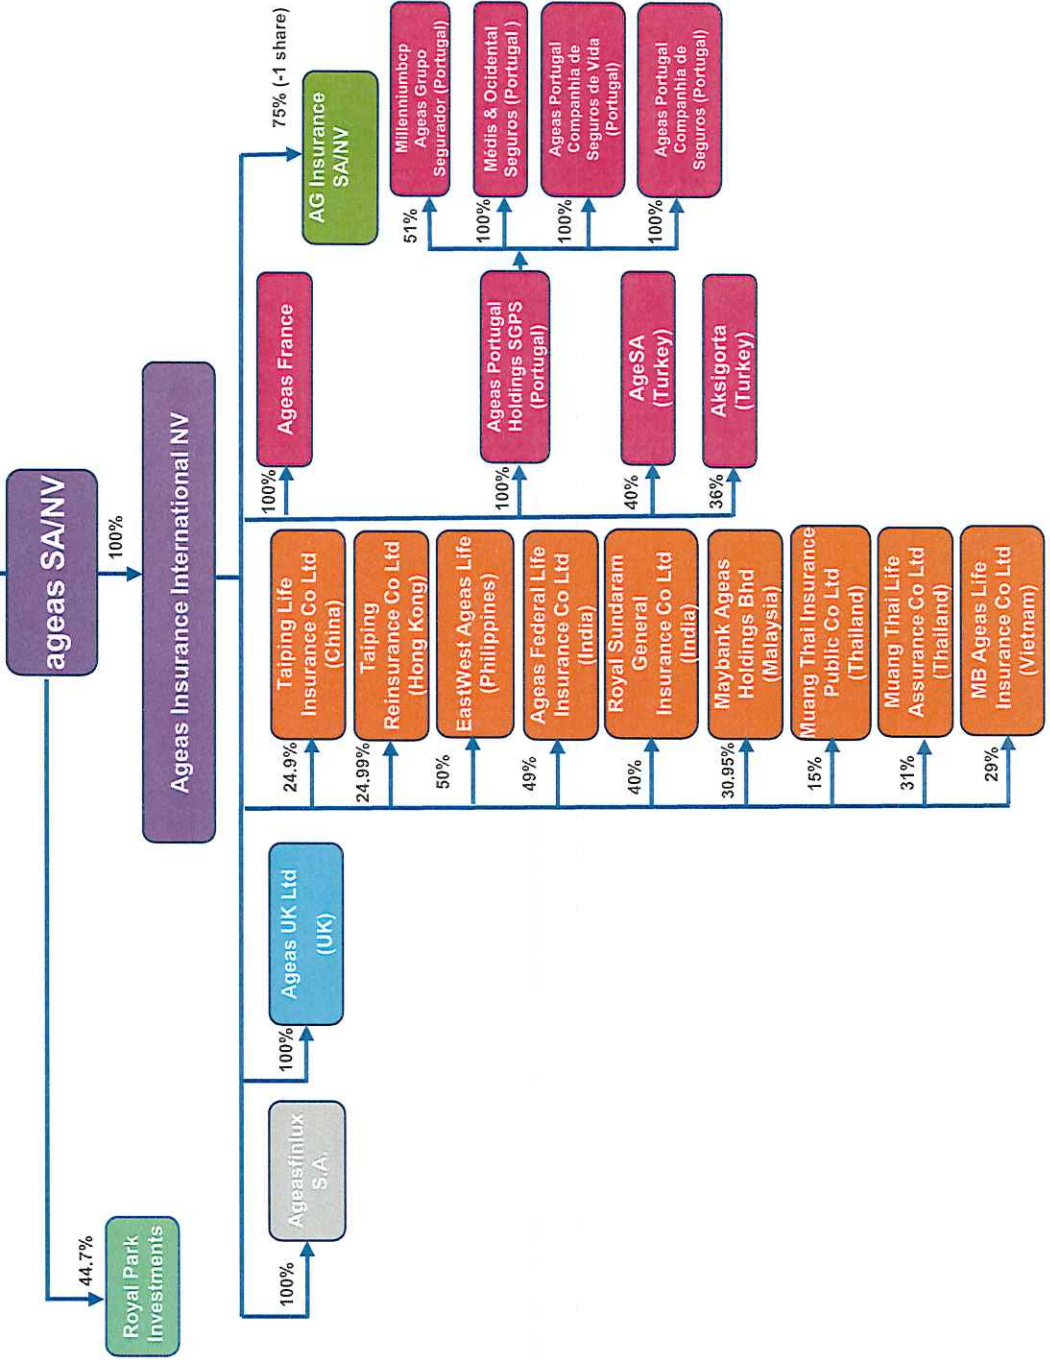 ageas SA/NV
44.7%
Royal Park
Investments
100%
Ageas Insurance International NV
100%
Ageasfinlux
S.A.
100%
Ageas UK Ltd
(UK)
24.9%
Taiping Life
Insurance Co Ltd
(China)
24.99%
Taiping
Reinsurance Co Ltd
(Hong Kong)
50%
EastWest Ageas Life
(Philippines)
49%
Ageas Federal Life
Insurance Co Ltd
(India)
40%
Royal Sundaram
General
Insurance Co Ltd
(India)
30.95%
Maybank Ageas
Holdings Bhd
(Malaysia)
15%
Muang Thai Insurance
Public Co Ltd
(Thailand)
31%
Muang Thai Life
Assurance Co Ltd
(Thailand)
29%
MB Ageas Life
Insurance Co Ltd
(Vietnam)
100%
Ageas France
100%
Ageas Portugal
Holdings SGPS
(Portugal)
40%
AgeSA
(Turkey)
36%
Aksigorta
(Turkey)
75% (-1 share)
AG Insurance
SA/NV
51%
Millenniumbcp
Ageas Grupo
Segurador (Portugal)
100%
Médis & Ocidental
Seguros (Portugal )
100%
Ageas Portugal
Companhia de
Seguros de Vida
(Portugal)
100%
Ageas Portugal
Companhia de
Seguros (Portugal)